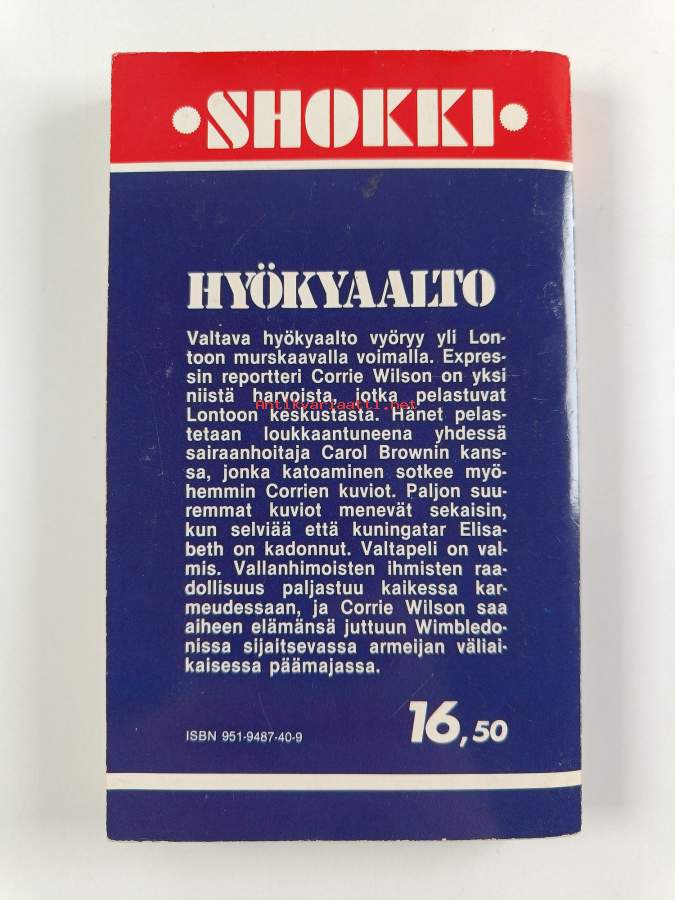 SHOKKI
HYÖKYAALTO
Valtava hyökyaalto vyöryy yli Lon-
toon murskaavalla voimalla. Expres-
sin reportteri Corrie Wilson on yksi
niistä harvoista, jotka pelastuvat
Antikvariaatti.net
Lontoon keskustasta. Hänet pelas-
tetaan loukkaantuneena yhdessä
sairaanhoitaja Carol Brownin kans-
sa, jonka katoaminen sotkee myö-
hemmin Corrien kuviot. Paljon suu-
remmat kuviot menevät sekaisin,
kun selviää että kuningatar Elisa-
beth on kadonnut. Valtapeli on val-
mis. Vallanhimoisten ihmisten raa-
dollisuus paljastuu kaikessa kar-
meudessaan, ja Corrie Wilson saa
aiheen elämänsä juttuun Wimbledo-
nissa sijaitsevassa armeijan väliai-
kaisessa päämajassa.
ISBN 951-9487-40-9
16,50